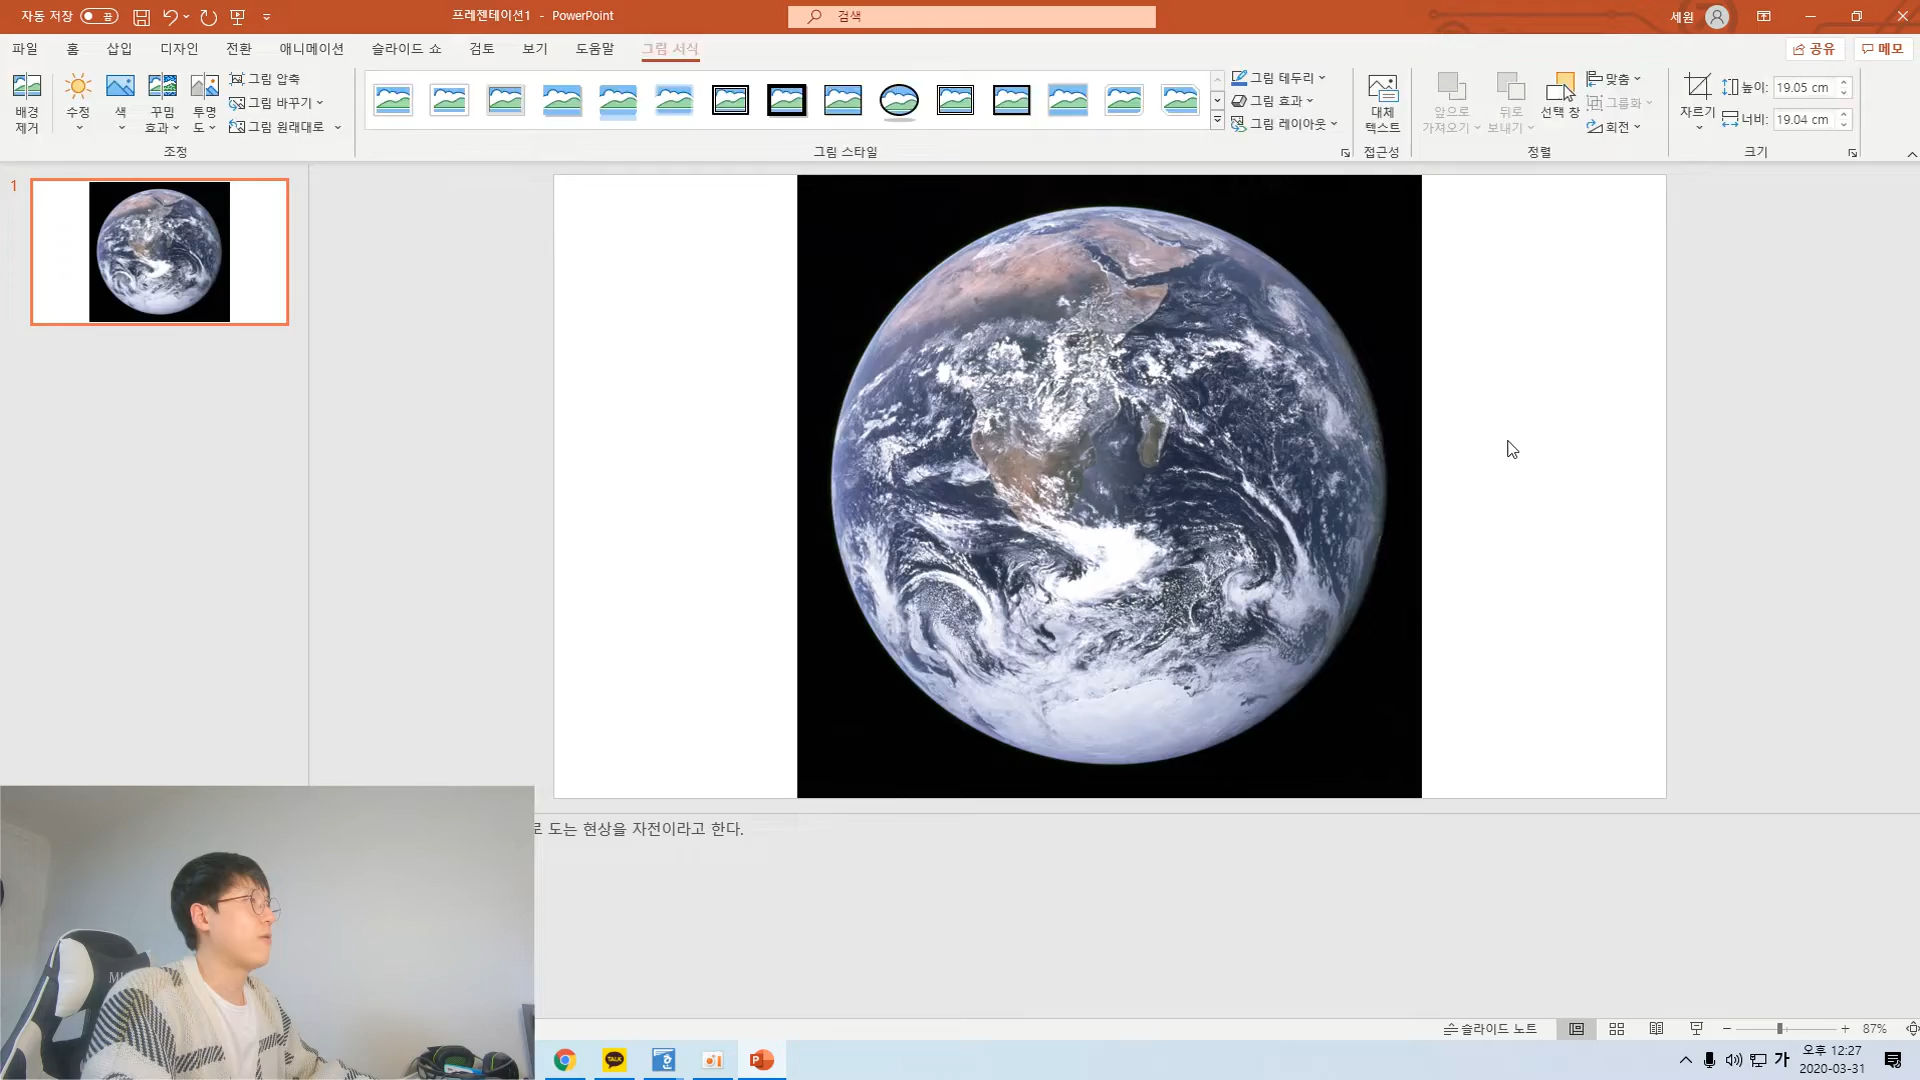 자동 저장 끔 프레젠테이션1 - PowerPoint 검색 세원
파일 홈 삽입 디자인 전환 애니메이션 슬라이드 쇼 검토 보기 도움말 그림 서식 공유 메모
배경 제거
수정
색
꾸밈 효과
투명 도
그림 압축
그림 바꾸기
그림 원래대로
조정
그림 테두리
그림 효과
그림 레이아웃
그림 스타일
대체 텍스트
접근성
앞으로 가져오기
뒤로 보내기
선택 창
맞춤
그룹화
회전
정렬
자르기
높이: 19.05 cm
너비: 19.04 cm
크기
1
로 도는 현상을 자전이라고 한다.
슬라이드 노트 87%
TALK
가 오후 12:27
2020-03-31